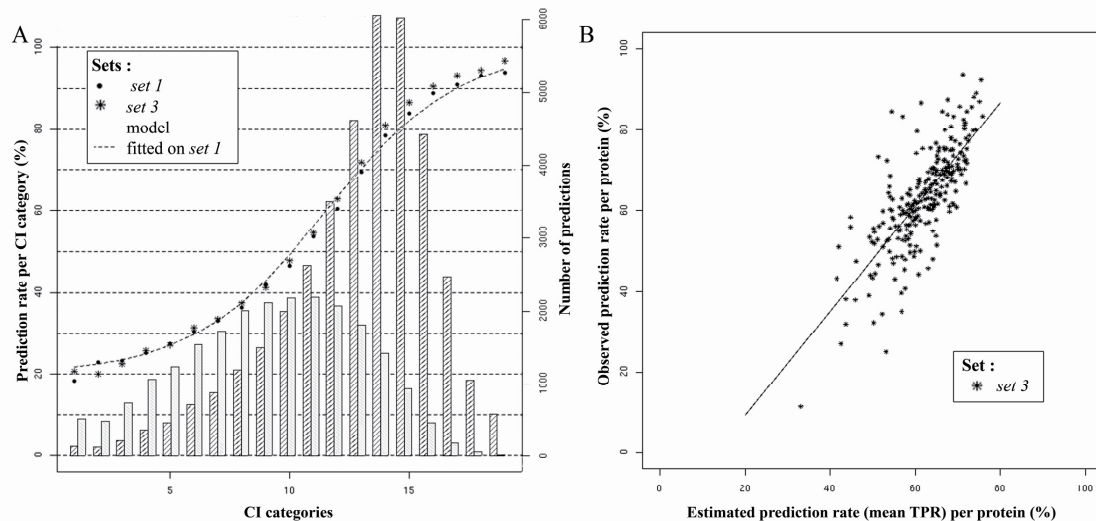 A
Sets :
set 1
set 3
model
fitted on set 1
Prediction rate per CI category (%)
0
20
40
60
80
100
5
10
15
CI categories
Number of predictions
0
1000
2000
3000
4000
5000
6000
B
Observed prediction rate per protein (%)
0
20
40
60
80
100
Set :
set 3
0
20
40
60
80
100
Estimated prediction rate (mean TPR) per protein (%)